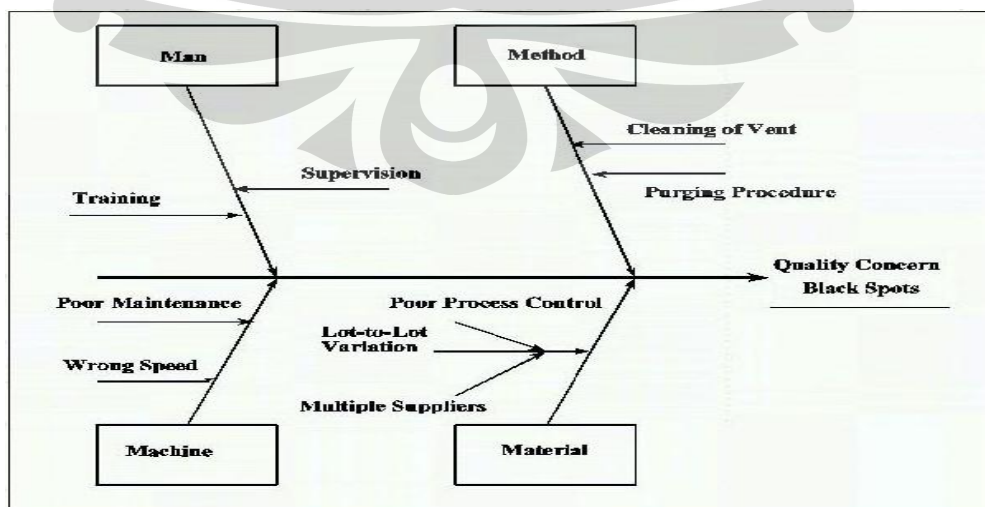 Man
Method
Cleaning of Vent
Supervision
Training
Purging Procedure
Quality Concern
Black Spots
Poor Maintenance
Poor Process Control
Lot-to-Lot
Variation
Wrong Speed
Multiple Suppliers
Machine
Material